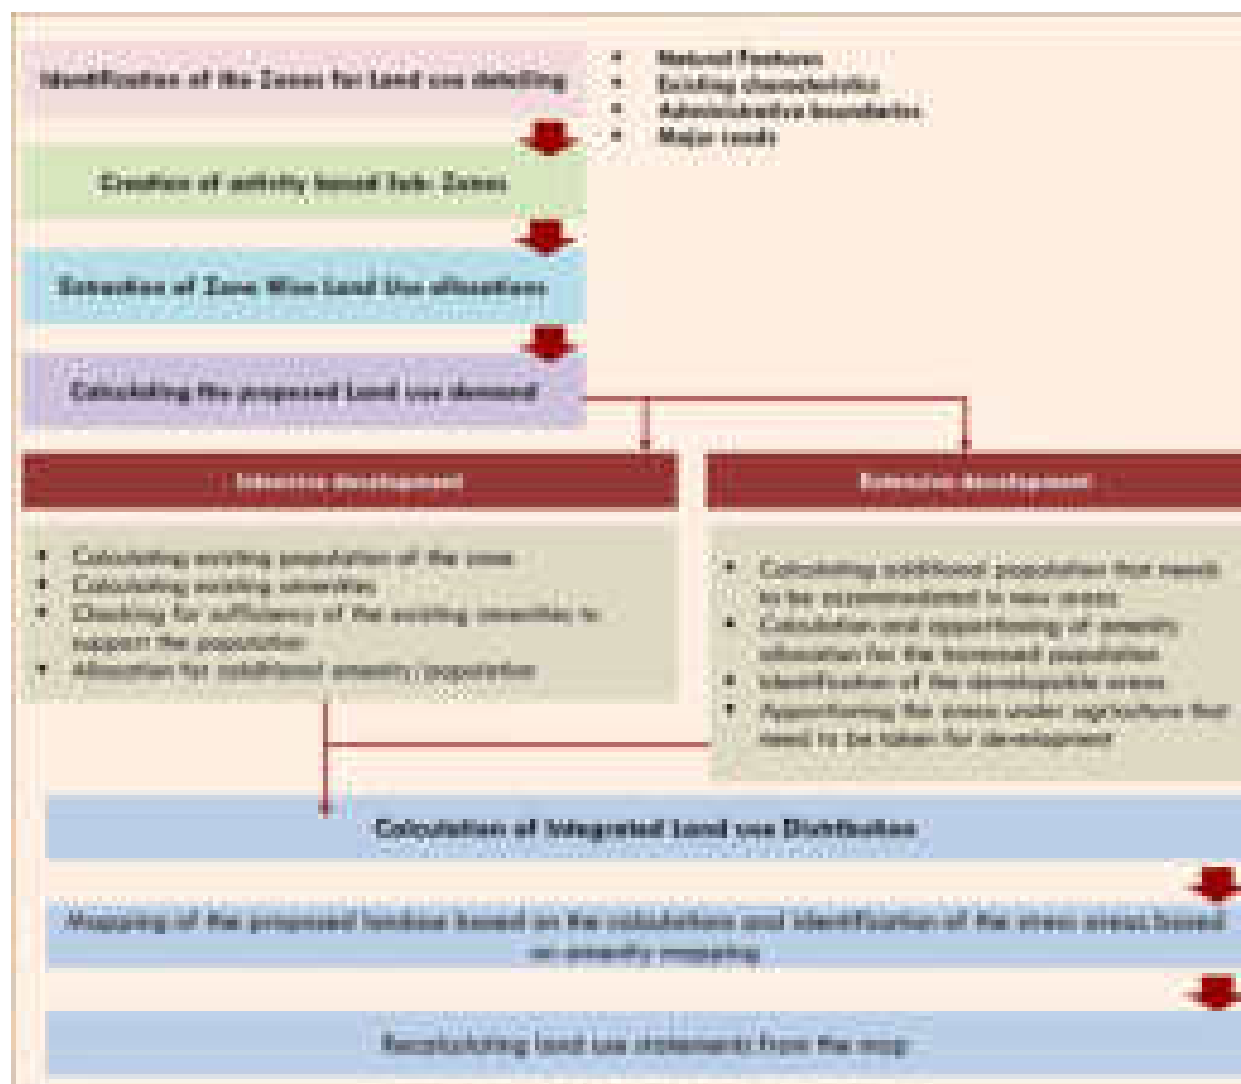 Identification of the Zones for Land use detailing
• Natural Features
• Existing characteristics
• Administrative boundaries
• Major roads
Creation of activity based Sub- Zones
Extraction of Zone Wise Land Use allocations
Calculating the proposed Land use demand
Intensive development
• Calculating existing population of the zone
• Calculating existing amenities
• Checking for sufficiency of the existing amenities to
support the population
• Allocation for additional amenity/population
Extensive development
• Calculating additional population that needs
to be accommodated in new areas
• Calculation and apportioning of amenity
allocation for the increased population
• Identification of the developable areas
• Apportioning the areas under agriculture that
need to be taken for development
Calculation of Integrated Land use Distribution
Mapping of the proposed landuse based on the calculations and identification of the stress areas based
on amenity mapping
Recalculating land use statements from the map